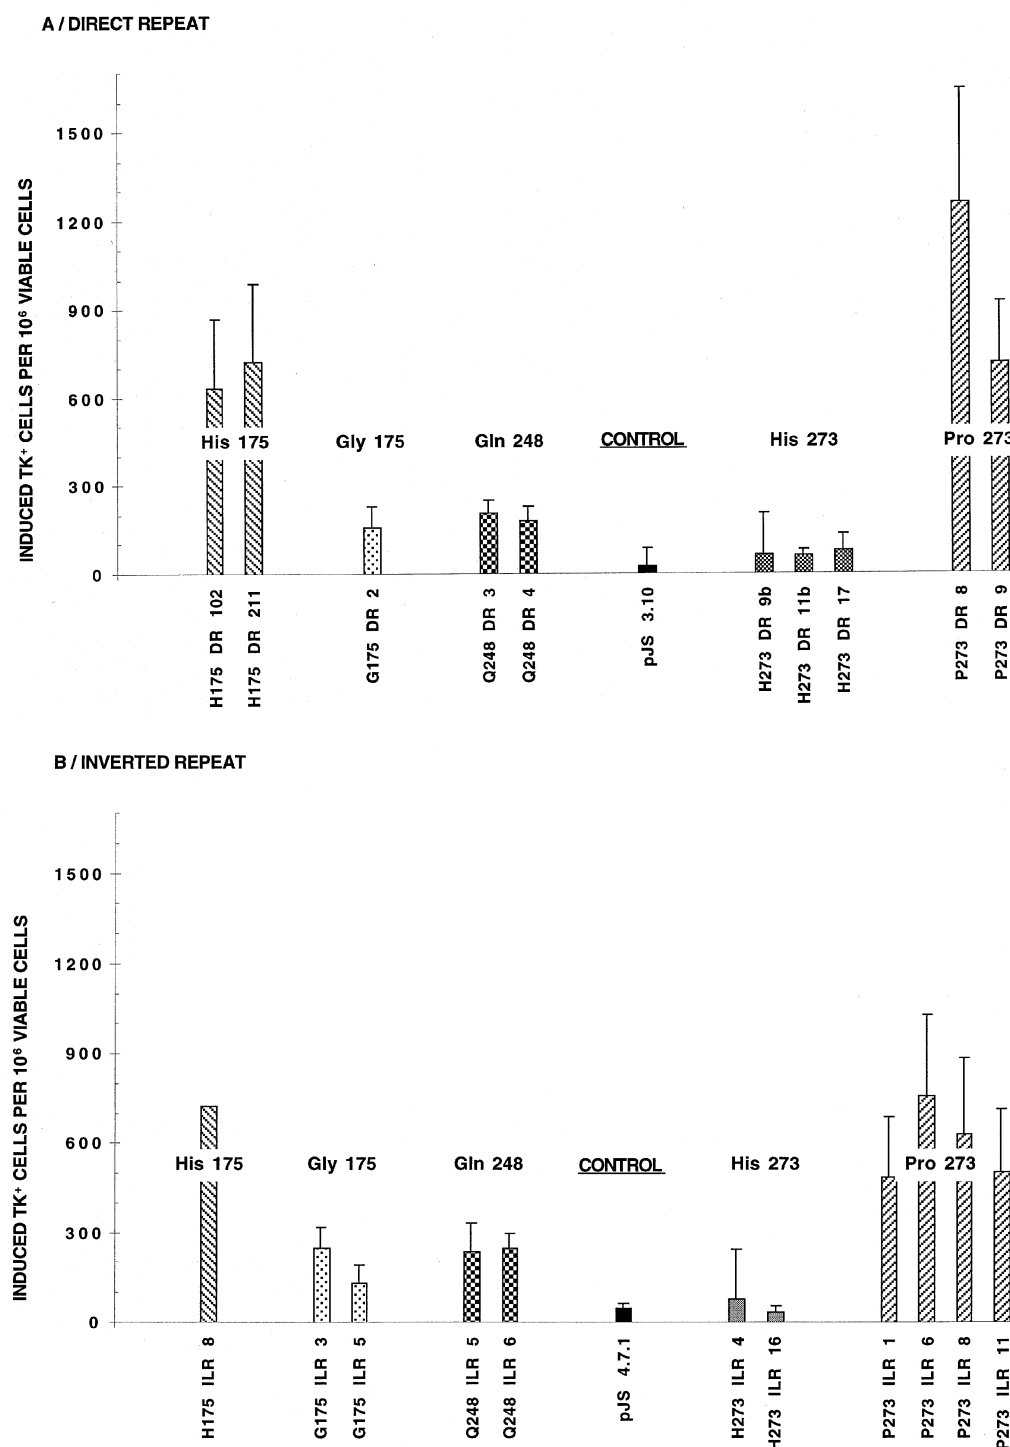 A / DIRECT REPEAT
INDUCED TK⁺ CELLS PER 10⁶ VIABLE CELLS
1500
1200
900
600
300
0
His 175
Gly 175
Gln 248
CONTROL
His 273
Pro 273
H175 DR 102
H175 DR 211
G175 DR 2
Q248 DR 3
Q248 DR 4
pJS 3.10
H273 DR 9b
H273 DR 11b
H273 DR 17
P273 DR 8
P273 DR 9
B / INVERTED REPEAT
INDUCED TK⁺ CELLS PER 10⁶ VIABLE CELLS
1500
1200
900
600
300
0
His 175
Gly 175
Gln 248
CONTROL
His 273
Pro 273
H175 ILR 8
G175 ILR 3
G175 ILR 5
Q248 ILR 5
Q248 ILR 6
pJS 4.7.1
H273 ILR 4
H273 ILR 16
P273 ILR 1
P273 ILR 6
P273 ILR 8
P273 ILR 11